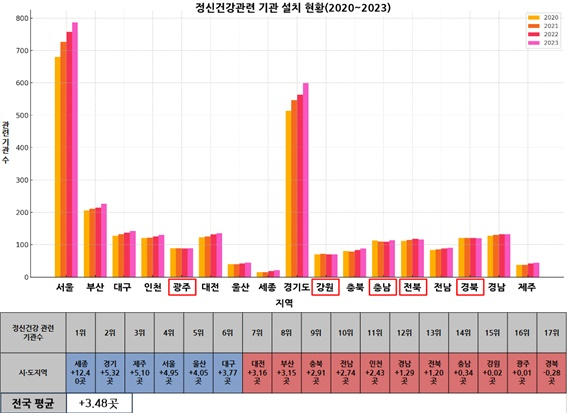 정신건강관련 기관 설치 현황(2020~2023)
2020
2021
2022
2023
관련기관수
800
700
600
500
400
300
200
100
0
서울 부산 대구 인천 광주 대전 울산 세종 경기도 강원 충북 충남 전북 전남 경북 경남 제주
지역
정신건강 관련 기관수 1위 2위 3위 4위 5위 6위 7위 8위 9위 10위 11위 12위 13위 14위 15위 16위 17위
시·도지역 세종 경기 제주 서울 울산 대구 대전 부산 충북 전남 인천 경남 전북 충남 강원 광주 경북
+12.4 +5.32 +5.10 +4.95 +4.05 +3.77 +3.16 +3.15 +2.91 +2.74 +2.43 +1.29 +1.20 +0.34 +0.02 +0.01 -0.28
0곳 곳 곳 곳 곳 곳 곳 곳 곳 곳 곳 곳 곳 곳 곳 곳 곳
전국 평균 +3.48곳